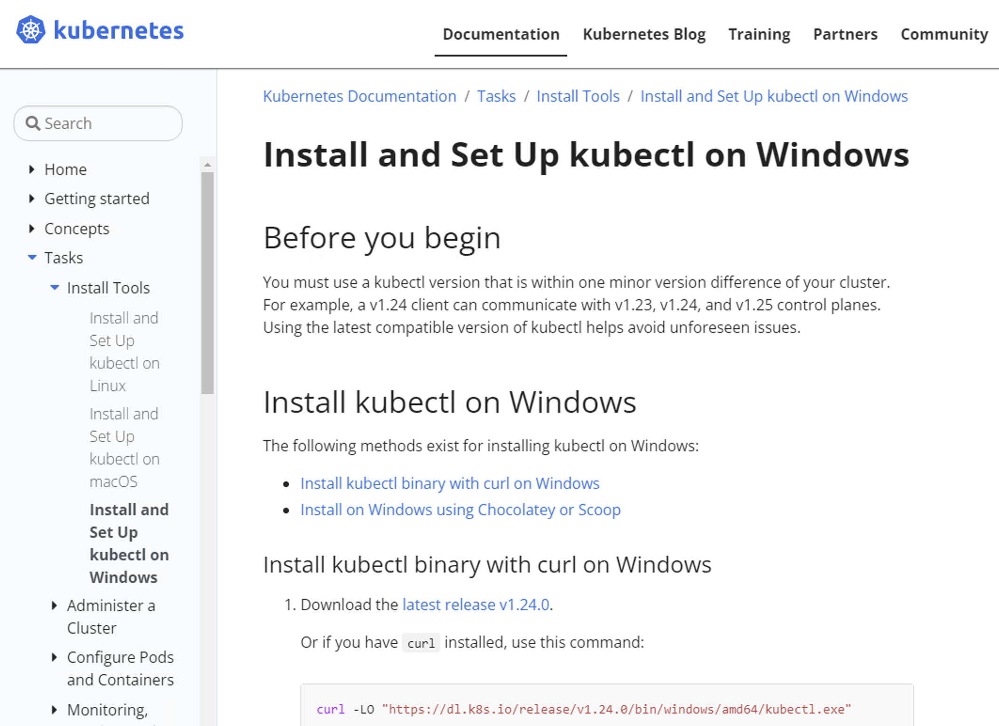 kubernetes
Documentation Kubernetes Blog Training Partners Community
Search
Home
Getting started
Concepts
Tasks
Install Tools
Install and
Set Up
kubectl on
Linux
Install and
Set Up
kubectl on
macOS
Install and
Set Up
kubectl on
Windows
Administer a
Cluster
Configure Pods
and Containers
Monitoring,
Kubernetes Documentation / Tasks / Install Tools / Install and Set Up kubectl on Windows
Install and Set Up kubectl on Windows
Before you begin
You must use a kubectl version that is within one minor version difference of your cluster.
For example, a v1.24 client can communicate with v1.23, v1.24, and v1.25 control planes.
Using the latest compatible version of kubectl helps avoid unforeseen issues.
Install kubectl on Windows
The following methods exist for installing kubectl on Windows:
• Install kubectl binary with curl on Windows
• Install on Windows using Chocolatey or Scoop
Install kubectl binary with curl on Windows
1. Download the latest release v1.24.0.
Or if you have curl installed, use this command:
curl -LO "https://dl.k8s.io/release/v1.24.0/bin/windows/amd64/kubectl.exe"